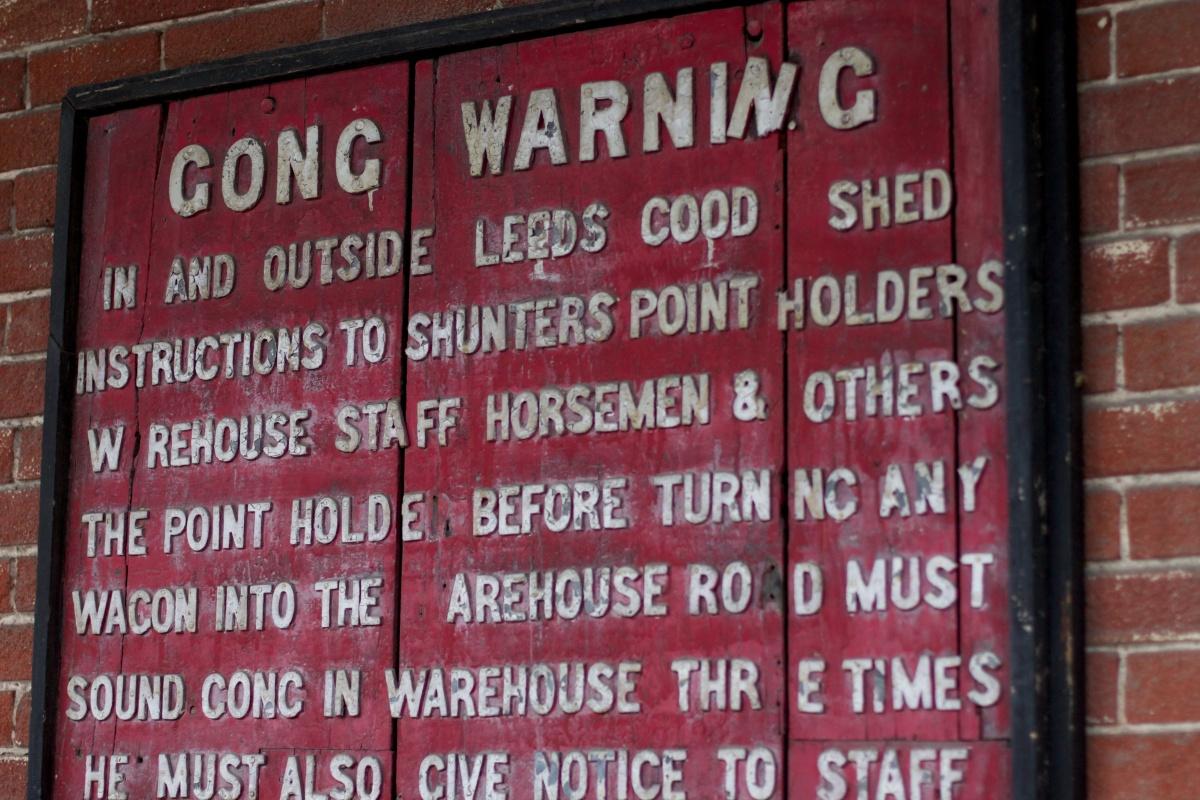 GONG WARNING
IN AND OUTSIDE LEEDS GOOD SHED
INSTRUCTIONS TO SHUNTERS POINT HOLDERS
W REHOUSE STAFF HORSEMEN & OTHERS
THE POINT HOLDE BEFORE TURN NG ANY
WAGON INTO THE AREHOUSE RO D MUST
SOUND GONG IN WAREHOUSE THR E TIMES
HE MUST ALSO GIVE NOTICE TO STAFF